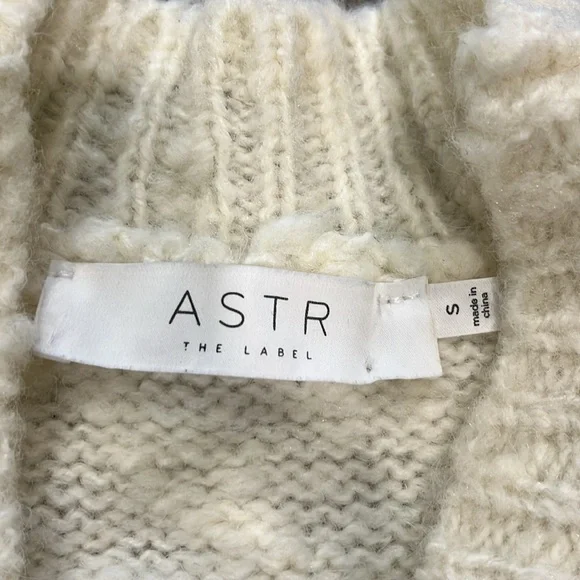 ASTR
THE LABEL
S
made in
china